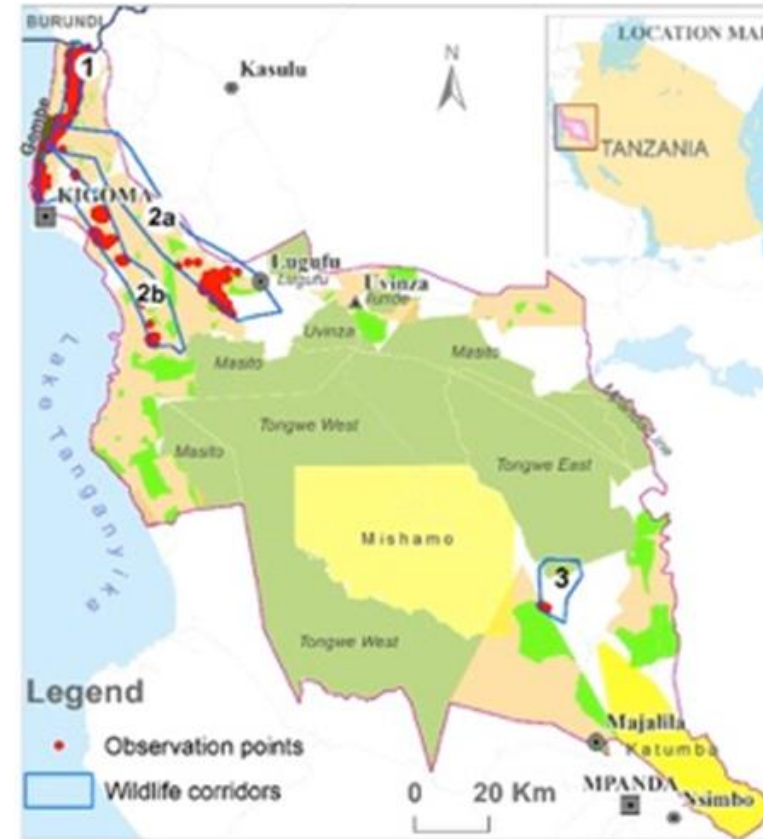 BURUNDI
LOCATION MA
1
Kasulu
N
Gombe
TANZANIA
KIGOMA
2a
Lugufu
Lugufu
Uvinza
Ilunde
2b
Uvinza
Masito
Masito
Lake Tanganyika
Tongwe West
Masito
Tongwe East
Mishamo
3
Tongwe West
Legend
Majalila
Observation points
Katumba
MPANDA
Wildlife corridors
0 20 Km
Nsimbo